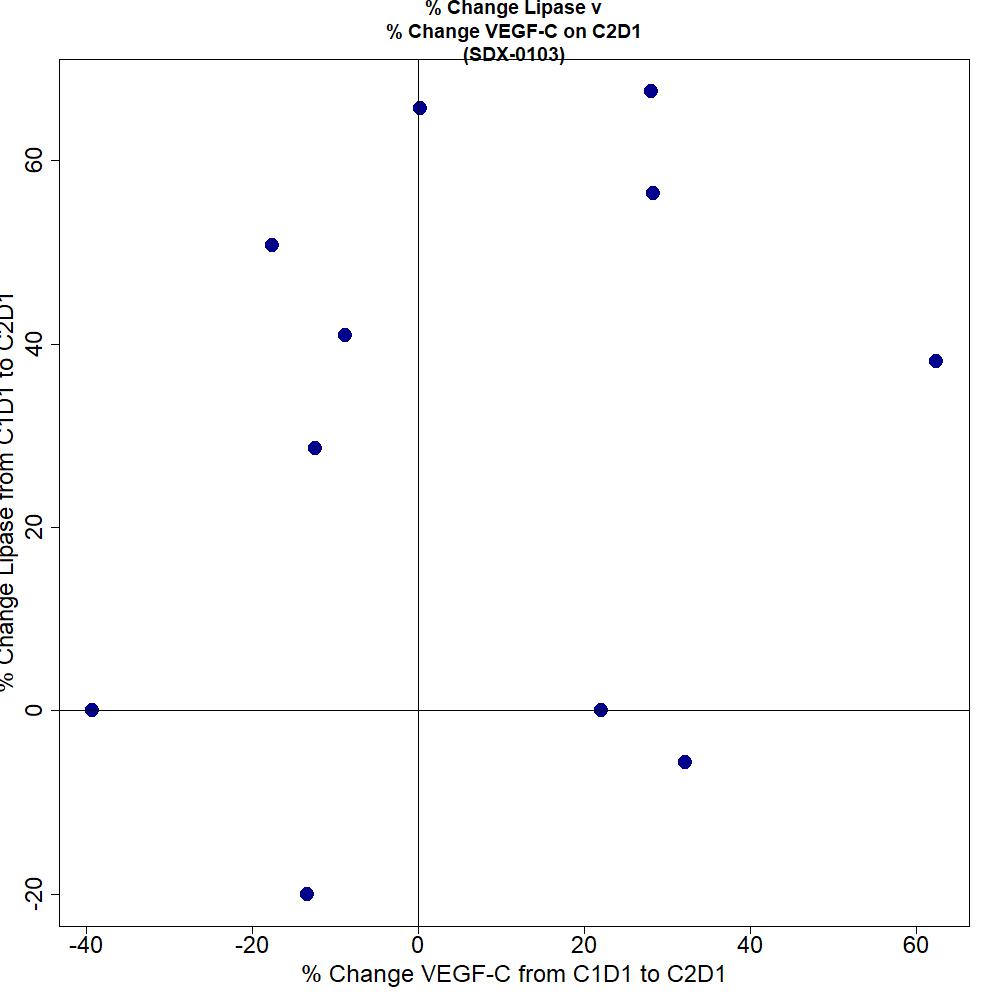 % Change Lipase v
% Change VEGF-C on C2D1
(SDX-0103)
% Change Lipase from C1D1 to C2D1
60
40
20
0
-20
-40
-20
0
20
40
60
% Change VEGF-C from C1D1 to C2D1